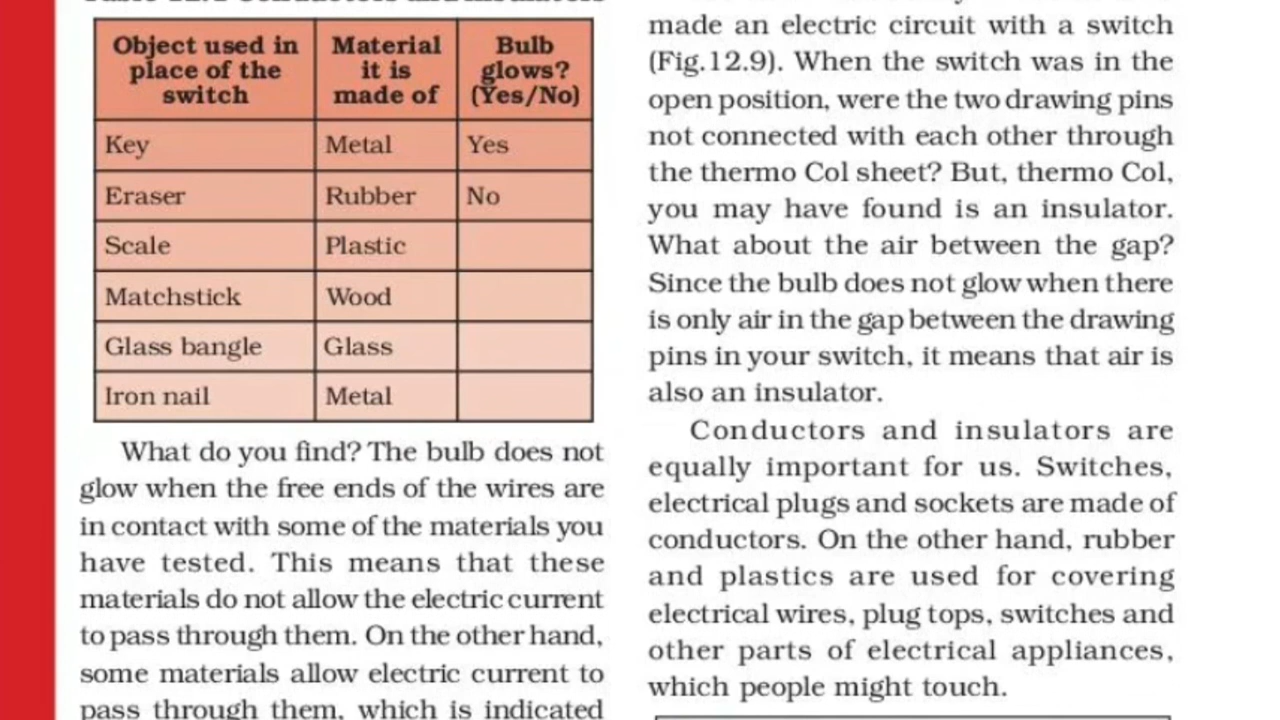 Table 12.1 Conductors and Insulators
Object used in
place of the
switch
Material
it is
made of
Bulb
glows?
(Yes/No)
Key Metal Yes
Eraser Rubber No
Scale Plastic
Matchstick Wood
Glass bangle Glass
Iron nail Metal
What do you find? The bulb does not
glow when the free ends of the wires are
in contact with some of the materials you
have tested. This means that these
materials do not allow the electric current
to pass through them. On the other hand,
some materials allow electric current to
pass through them, which is indicated
made an electric circuit with a switch
(Fig.12.9). When the switch was in the
open position, were the two drawing pins
not connected with each other through
the thermo Col sheet? But, thermo Col,
you may have found is an insulator.
What about the air between the gap?
Since the bulb does not glow when there
is only air in the gap between the drawing
pins in your switch, it means that air is
also an insulator.
Conductors and insulators are
equally important for us. Switches,
electrical plugs and sockets are made of
conductors. On the other hand, rubber
and plastics are used for covering
electrical wires, plug tops, switches and
other parts of electrical appliances,
which people might touch.